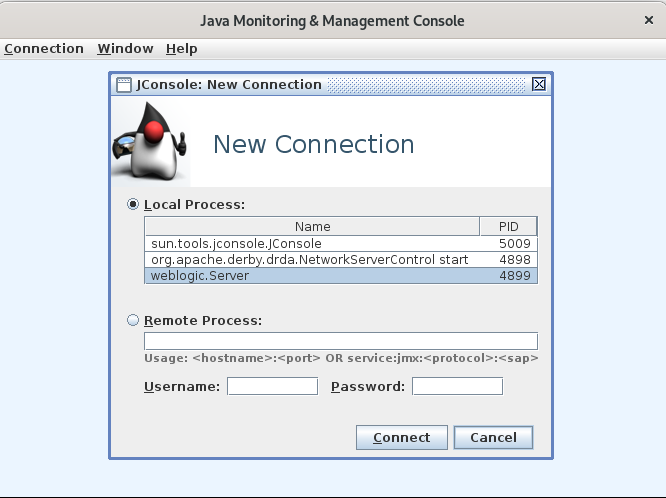 Java Monitoring & Management Console
Connection Window Help
JConsole: New Connection
New Connection
Local Process:
Name PID
sun.tools.jconsole.JConsole 5009
org.apache.derby.drda.NetworkServerControl start 4898
weblogic.Server 4899
Remote Process:
Usage: <hostname>:<port> OR service:jmx:<protocol>:<sap>
Username: Password:
Connect Cancel